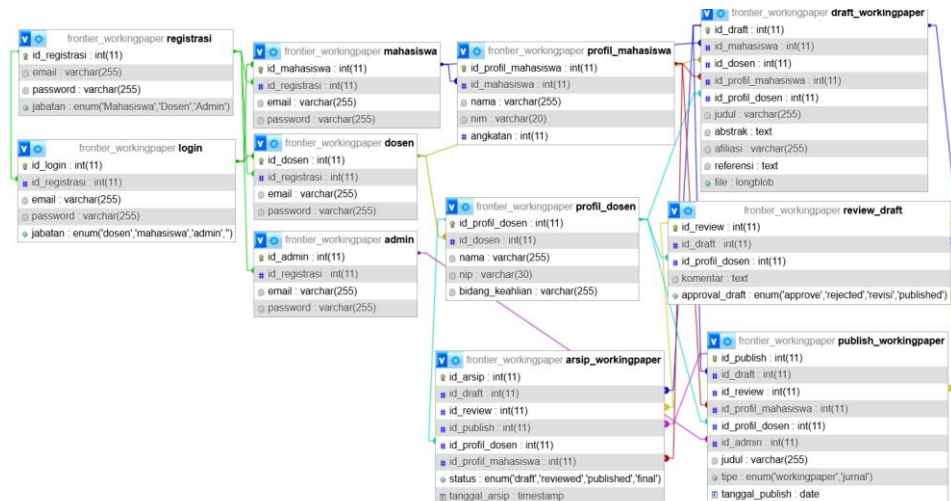 frontier_workingpaper registrasi
id_registrasi : int(11)
email : varchar(255)
password : varchar(255)
jabatan : enum('Mahasiswa','Dosen','Admin')
frontier_workingpaper login
id_login : int(11)
id_registrasi : int(11)
email : varchar(255)
password : varchar(255)
jabatan : enum('dosen','mahasiswa','admin','')
frontier_workingpaper mahasiswa
id_mahasiswa : int(11)
id_registrasi : int(11)
email : varchar(255)
password : varchar(255)
frontier_workingpaper dosen
id_dosen : int(11)
id_registrasi : int(11)
email : varchar(255)
password : varchar(255)
frontier_workingpaper admin
id_admin : int(11)
id_registrasi : int(11)
email : varchar(255)
password : varchar(255)
frontier_workingpaper profil_mahasiswa
id_profil_mahasiswa : int(11)
id_mahasiswa : int(11)
nama : varchar(255)
nim : varchar(20)
angkatan : int(11)
frontier_workingpaper profil_dosen
id_profil_dosen : int(11)
id_dosen : int(11)
nama : varchar(255)
nip : varchar(30)
bidang_keahlian : varchar(255)
frontier_workingpaper arsip_workingpaper
id_arsip : int(11)
id_draft : int(11)
id_review : int(11)
id_publish : int(11)
id_profil_dosen : int(11)
id_profil_mahasiswa : int(11)
status : enum('draft','reviewed','published','final')
tanggal_arsip : timestamp
frontier_workingpaper draft_workingpaper
id_draft : int(11)
id_mahasiswa : int(11)
id_dosen : int(11)
id_profil_mahasiswa : int(11)
id_profil_dosen : int(11)
judul : varchar(255)
abstrak : text
afiliasi : varchar(255)
referensi : text
file : longblob
frontier_workingpaper review_draft
id_review : int(11)
id_draft : int(11)
id_profil_dosen : int(11)
komentar : text
approval_draft : enum('approve','rejected','revisi','published')
frontier_workingpaper publish_workingpaper
id_publish : int(11)
id_draft : int(11)
id_review : int(11)
id_profil_mahasiswa : int(11)
id_profil_dosen : int(11)
id_admin : int(11)
judul : varchar(255)
tipe : enum('workingpaper','jurnal')
tanggal_publish : date